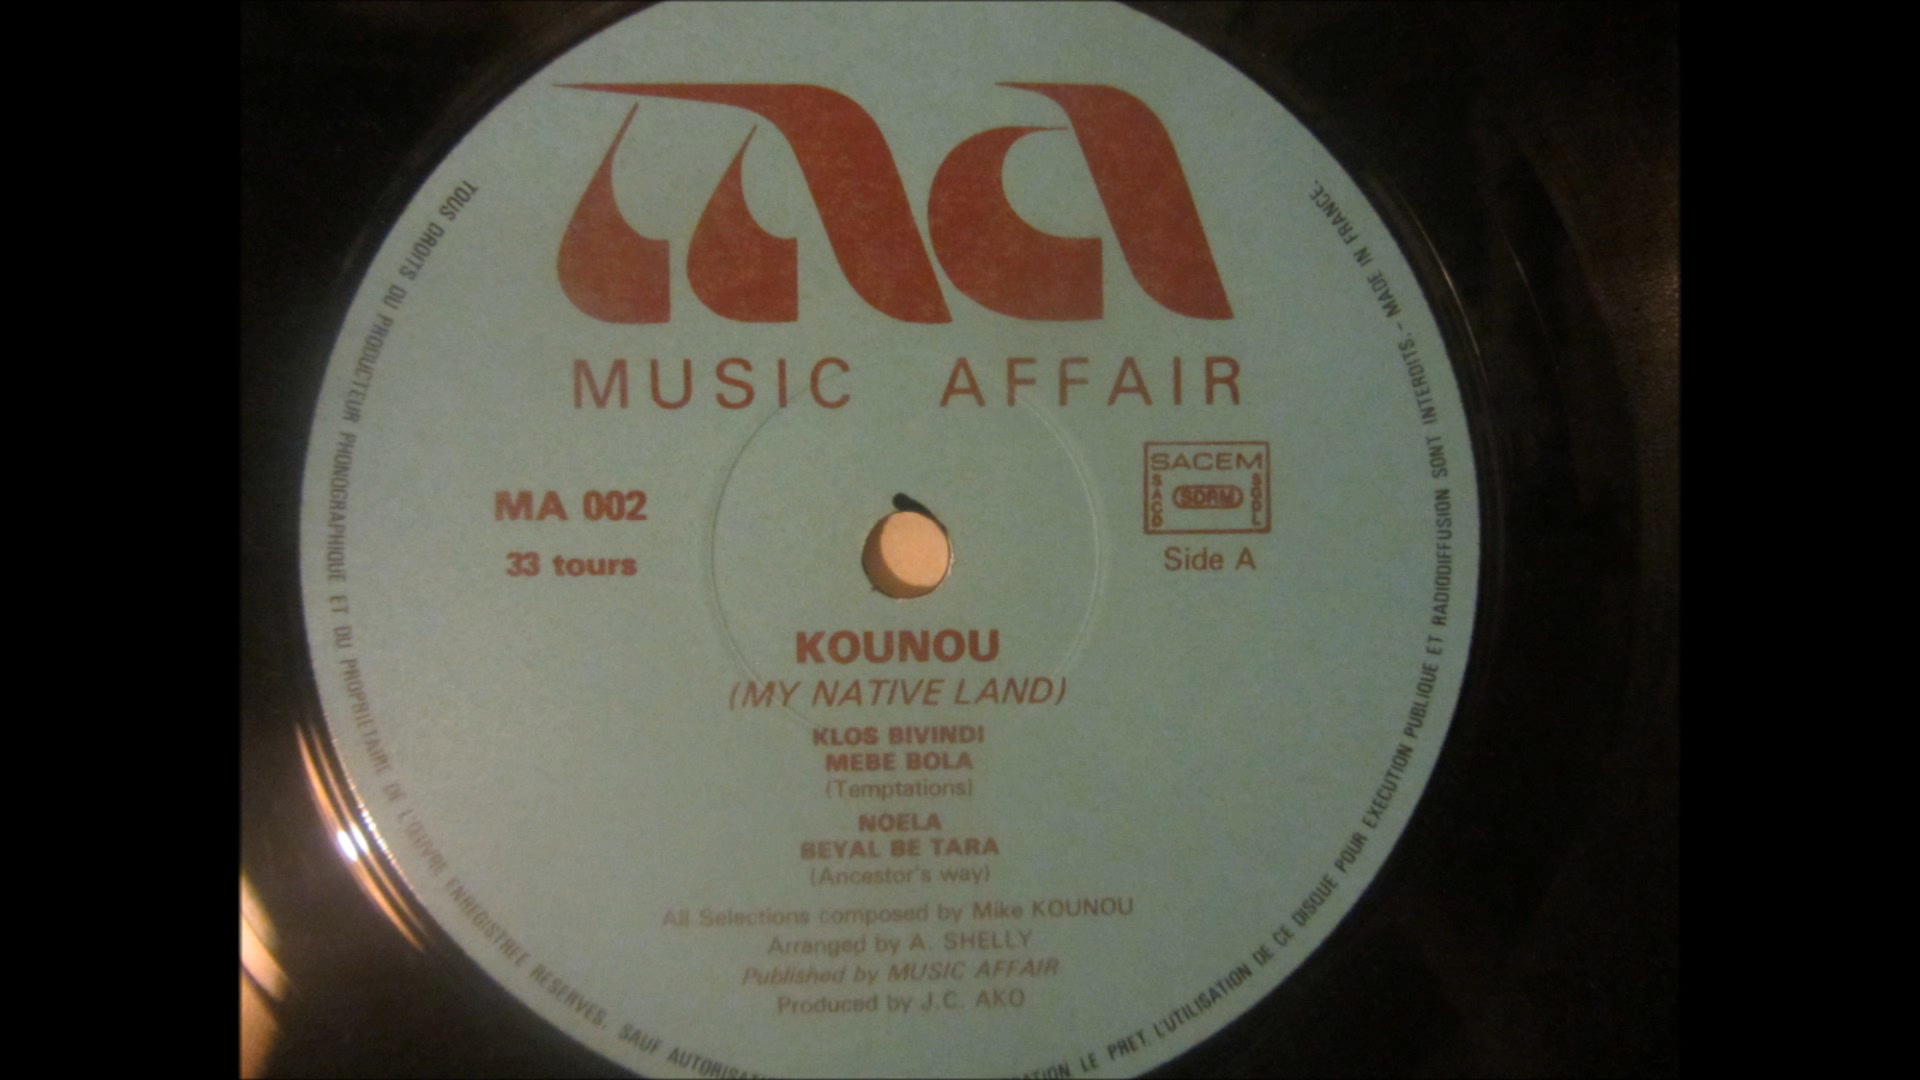 MUSIC AFFAIR
MA 002
33 tours
SACEM
SACD
SDRM
SGDL
Side A
KOUNOU
(MY NATIVE LAND)
KLOS BIVINDI
MEBE BOLA
(Temptations)
NOELA
BEYAL BE TARA
(Ancestor's way)
All Selections composed by Mike KOUNOU
Arranged by A. SHELLY
Published by MUSIC AFFAIR
Produced by J.C. AKO
TOUS DROITS DU PRODUCTEUR PHONOGRAPHIQUE ET DU PROPRIETAIRE DE L'ŒUVRE ENREGISTREE RESERVES. SAUF LE PRET, L'UTILISATION DE CE DISQUE POUR EXECUTION PUBLIQUE ET RADIODIFFUSION SONT INTERDITS. - MADE IN FRANCE.